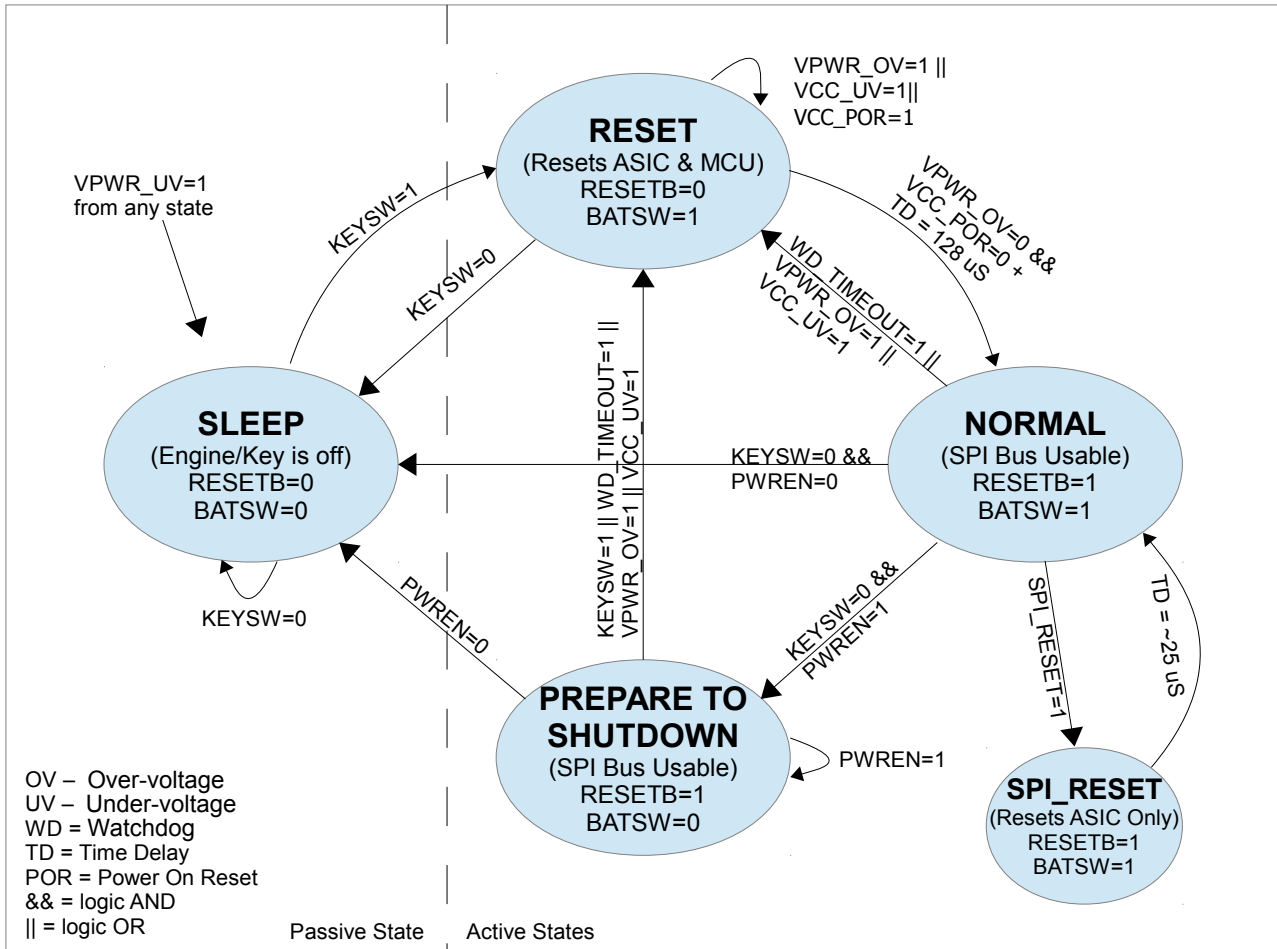 VPWR_OV=1 ||
VCC_UV=1||
VCC_POR=1
RESET
(Resets ASIC & MCU)
RESETB=0
BATSW=1
VPWR_UV=1
from any state
KEYSW=1
KEYSW=0
VPWR_OV=0 &&
VCC_POR=0 +
TD = 128 uS
WD_TIMEOUT=1 ||
VPWR_OV=1 ||
VCC_UV=1
SLEEP
(Engine/Key is off)
RESETB=0
BATSW=0
KEYSW=1 || WD_TIMEOUT=1 ||
VPWR_OV=1 || VCC_UV=1
KEYSW=0 &&
PWREN=0
NORMAL
(SPI Bus Usable)
RESETB=1
BATSW=1
KEYSW=0
PWREN=0
KEYSW=0 &&
PWREN=1
SPI_RESET=1
TD = ~25 uS
PREPARE TO
SHUTDOWN
(SPI Bus Usable)
RESETB=1
BATSW=0
PWREN=1
SPI_RESET
(Resets ASIC Only)
RESETB=1
BATSW=1
OV – Over-voltage
UV – Under-voltage
WD = Watchdog
TD = Time Delay
POR = Power On Reset
&& = logic AND
|| = logic OR
Passive State
Active States